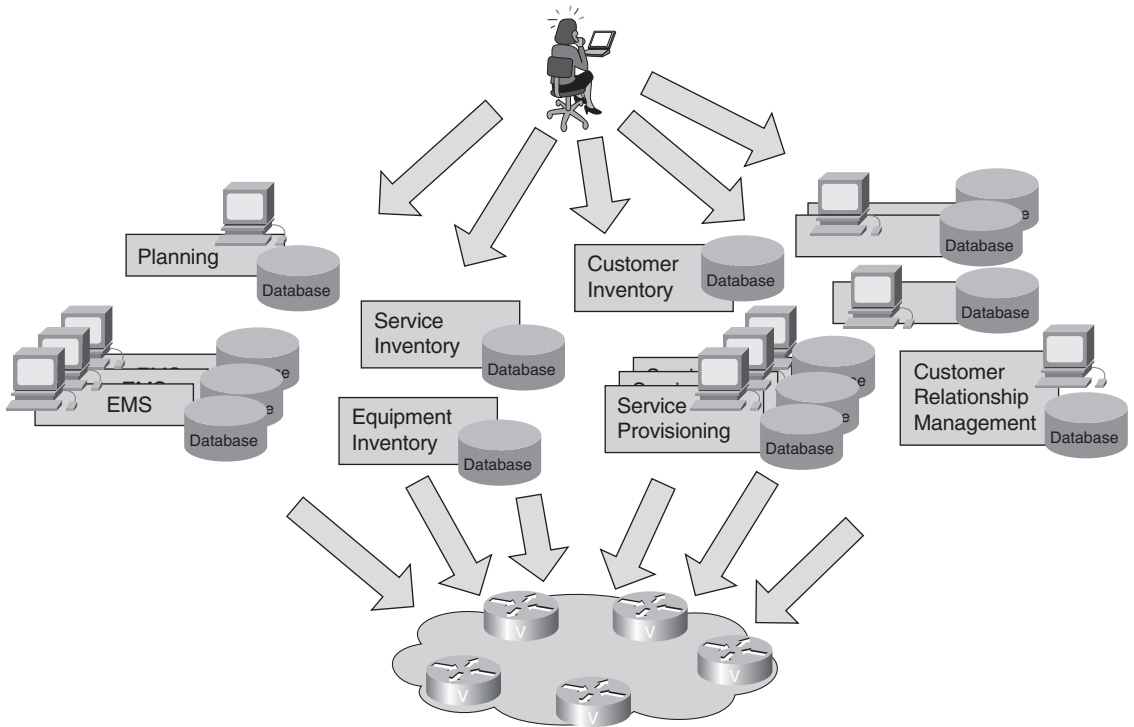 Planning
Database
Customer
Inventory
Database
Database
Database
Service
Inventory
Database
EMS
Database
Equipment
Inventory
Database
Service
Provisioning
Database
Customer
Relationship
Management
Database
V
V
V
V
V